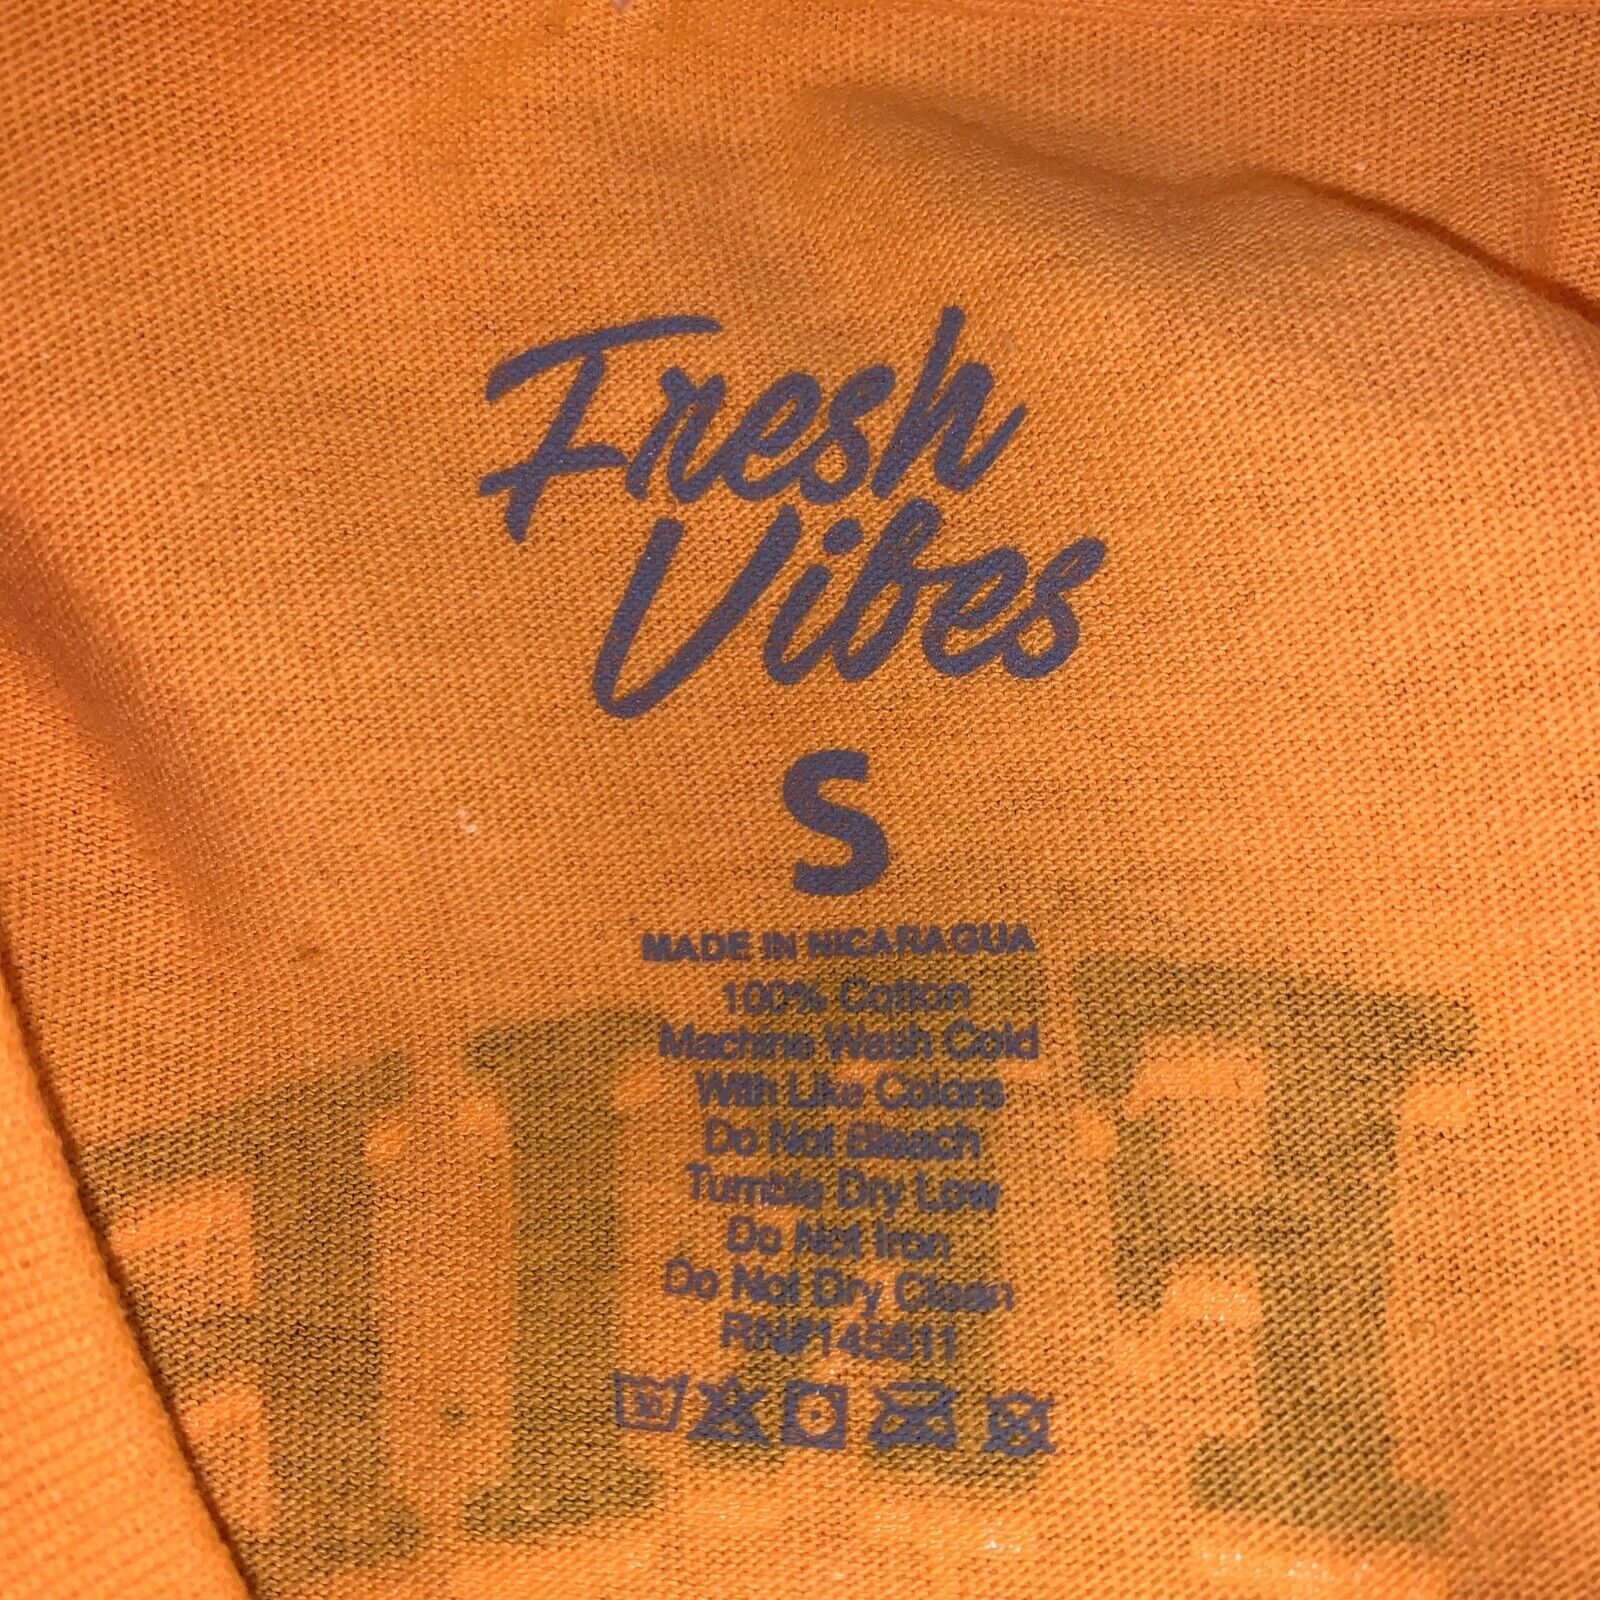 Fresh
Vibes
S
MADE IN NICARAGUA
100% Cotton
Machine Wash Cold
With Like Colors
Do Not Bleach
Tumble Dry Low
Do Not Iron
Do Not Dry Clean
RN#145611
30